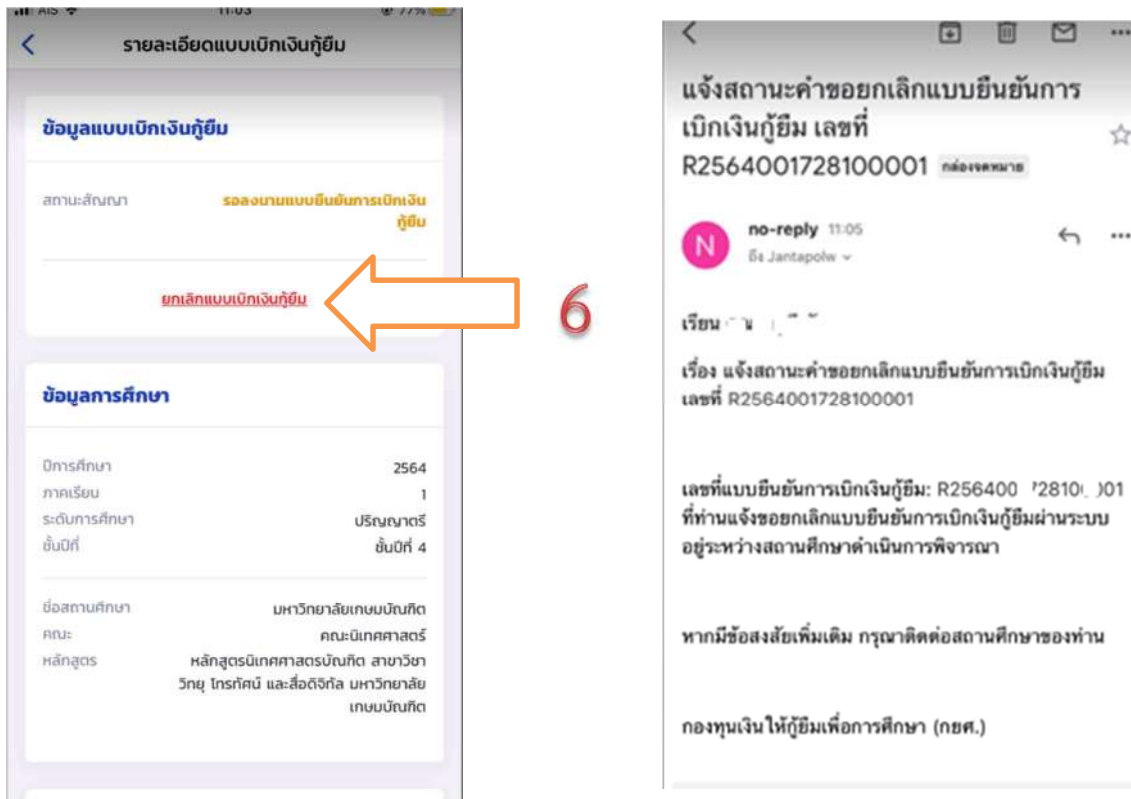 AIS 11:03 77%
รายละเอียดแบบเบิกเงินกู้ยืม
ข้อมูลแบบเบิกเงินกู้ยืม
สถานะสัญญา รอลงนามแบบยืนยันการเบิกเงิน
กู้ยืม
ยกเลิกแบบเบิกเงินกู้ยืม
ข้อมูลการศึกษา
ปีการศึกษา 2564
ภาคเรียน 1
ระดับการศึกษา ปริญญาตรี
ชั้นปีที่ ชั้นปีที่ 4
ชื่อสถานศึกษา มหาวิทยาลัยเกษมบัณฑิต
คณะ คณะนิเทศศาสตร์
หลักสูตร หลักสูตรนิเทศศาสตรบัณฑิต สาขาวิชา
วิทยุ โทรทัศน์ และสื่อดิจิทัล มหาวิทยาลัย
เกษมบัณฑิต
6
แจ้งสถานะคำขอยกเลิกแบบยืนยันการ
เบิกเงินกู้ยืม เลขที่
R2564001728100001 กล่องจดหมาย
N
no-reply 11:05
ถึง Jantapolw
เรียน
เรื่อง แจ้งสถานะคำขอยกเลิกแบบยืนยันการเบิกเงินกู้ยืม
เลขที่ R2564001728100001
เลขที่แบบยืนยันการเบิกเงินกู้ยืม:
ที่ท่านแจ้งขอยกเลิกแบบยืนยันการเบิกเงินกู้ยืมผ่านระบบ
อยู่ระหว่างสถานศึกษาดำเนินการพิจารณา
หากมีข้อสงสัยเพิ่มเติม กรุณาติดต่อสถานศึกษาของท่าน
กองทุนเงินให้กู้ยืมเพื่อการศึกษา (กยศ.)